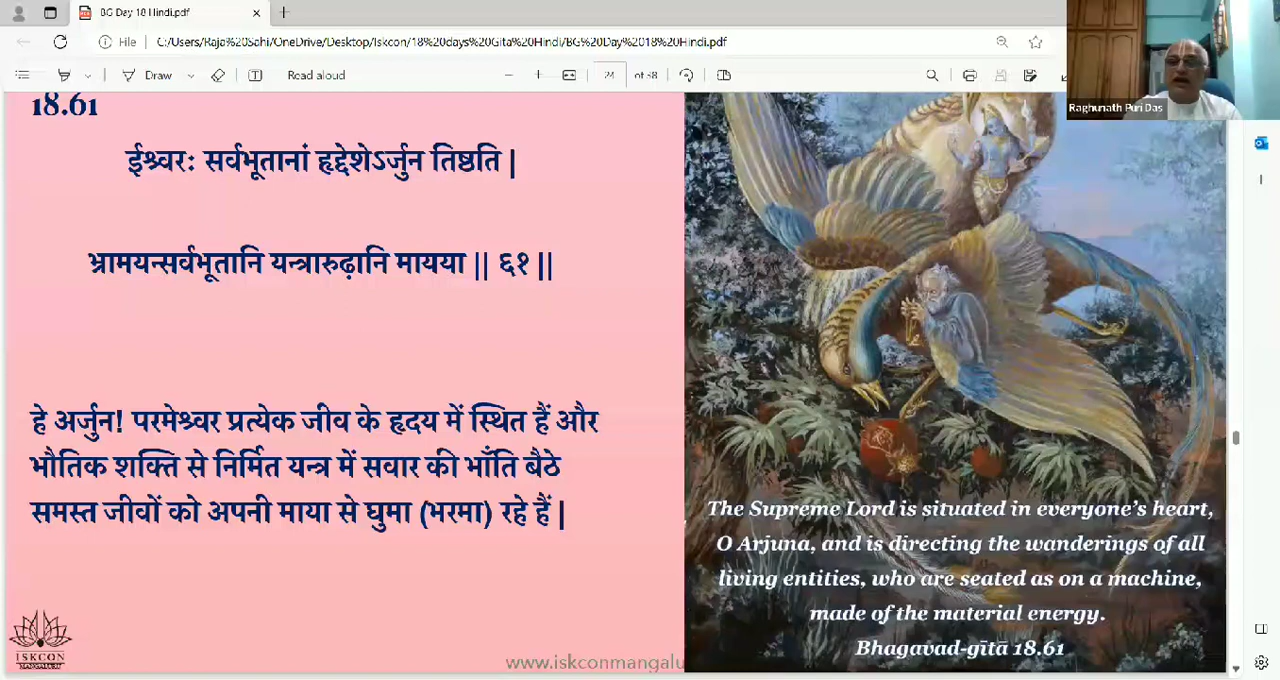 BG Day 18 Hindi.pdf
File
C:/Users/Raja%20Sahi/OneDrive/Desktop/Iskcon/18%20days%20Gita%20Hindi/BG%20Day%2018%20Hindi.pdf
Draw
Read aloud
24
of 38
Raghunath Puri Das
18.61
ईश्र्वरः सर्वभूतानां हृद्देशेऽर्जुन तिष्ठति |
भ्रामयन्सर्वभूतानि यन्त्रारुढ़ानि मायया || ६१ ||
हे अर्जुन! परमेश्र्वर प्रत्येक जीव के हृदय में स्थित हैं और
भौतिक शक्ति से निर्मित यन्त्र में सवार की भाँति बैठे
समस्त जीवों को अपनी माया से घुमा (भरमा) रहे हैं |
The Supreme Lord is situated in everyone's heart,
O Arjuna, and is directing the wanderings of all
living entities, who are seated as on a machine,
made of the material energy.
Bhagavad-gītā 18.61
ISKCON
www.iskconmangalu